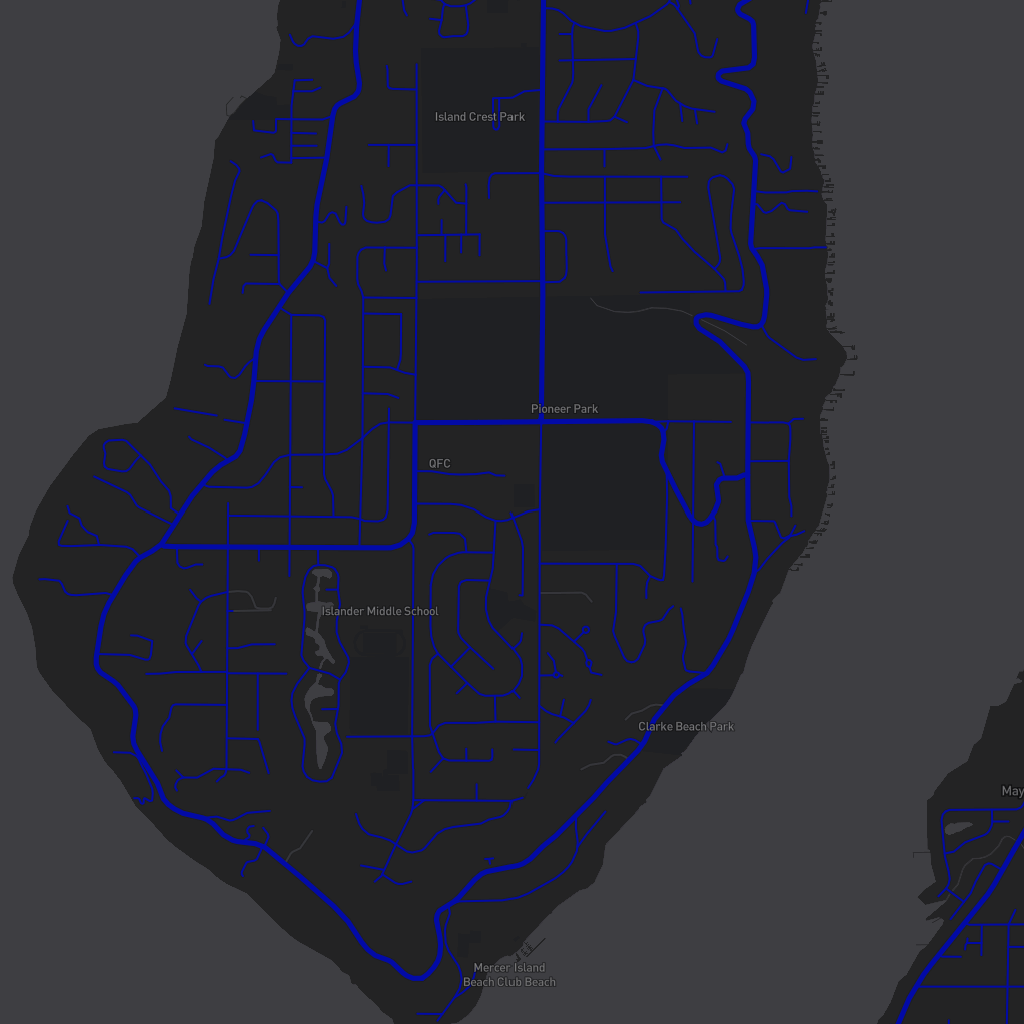 Island Crest Park
Pioneer Park
QFC
Islander Middle School
Clarke Beach Park
May
Mercer Island
Beach Club Beach